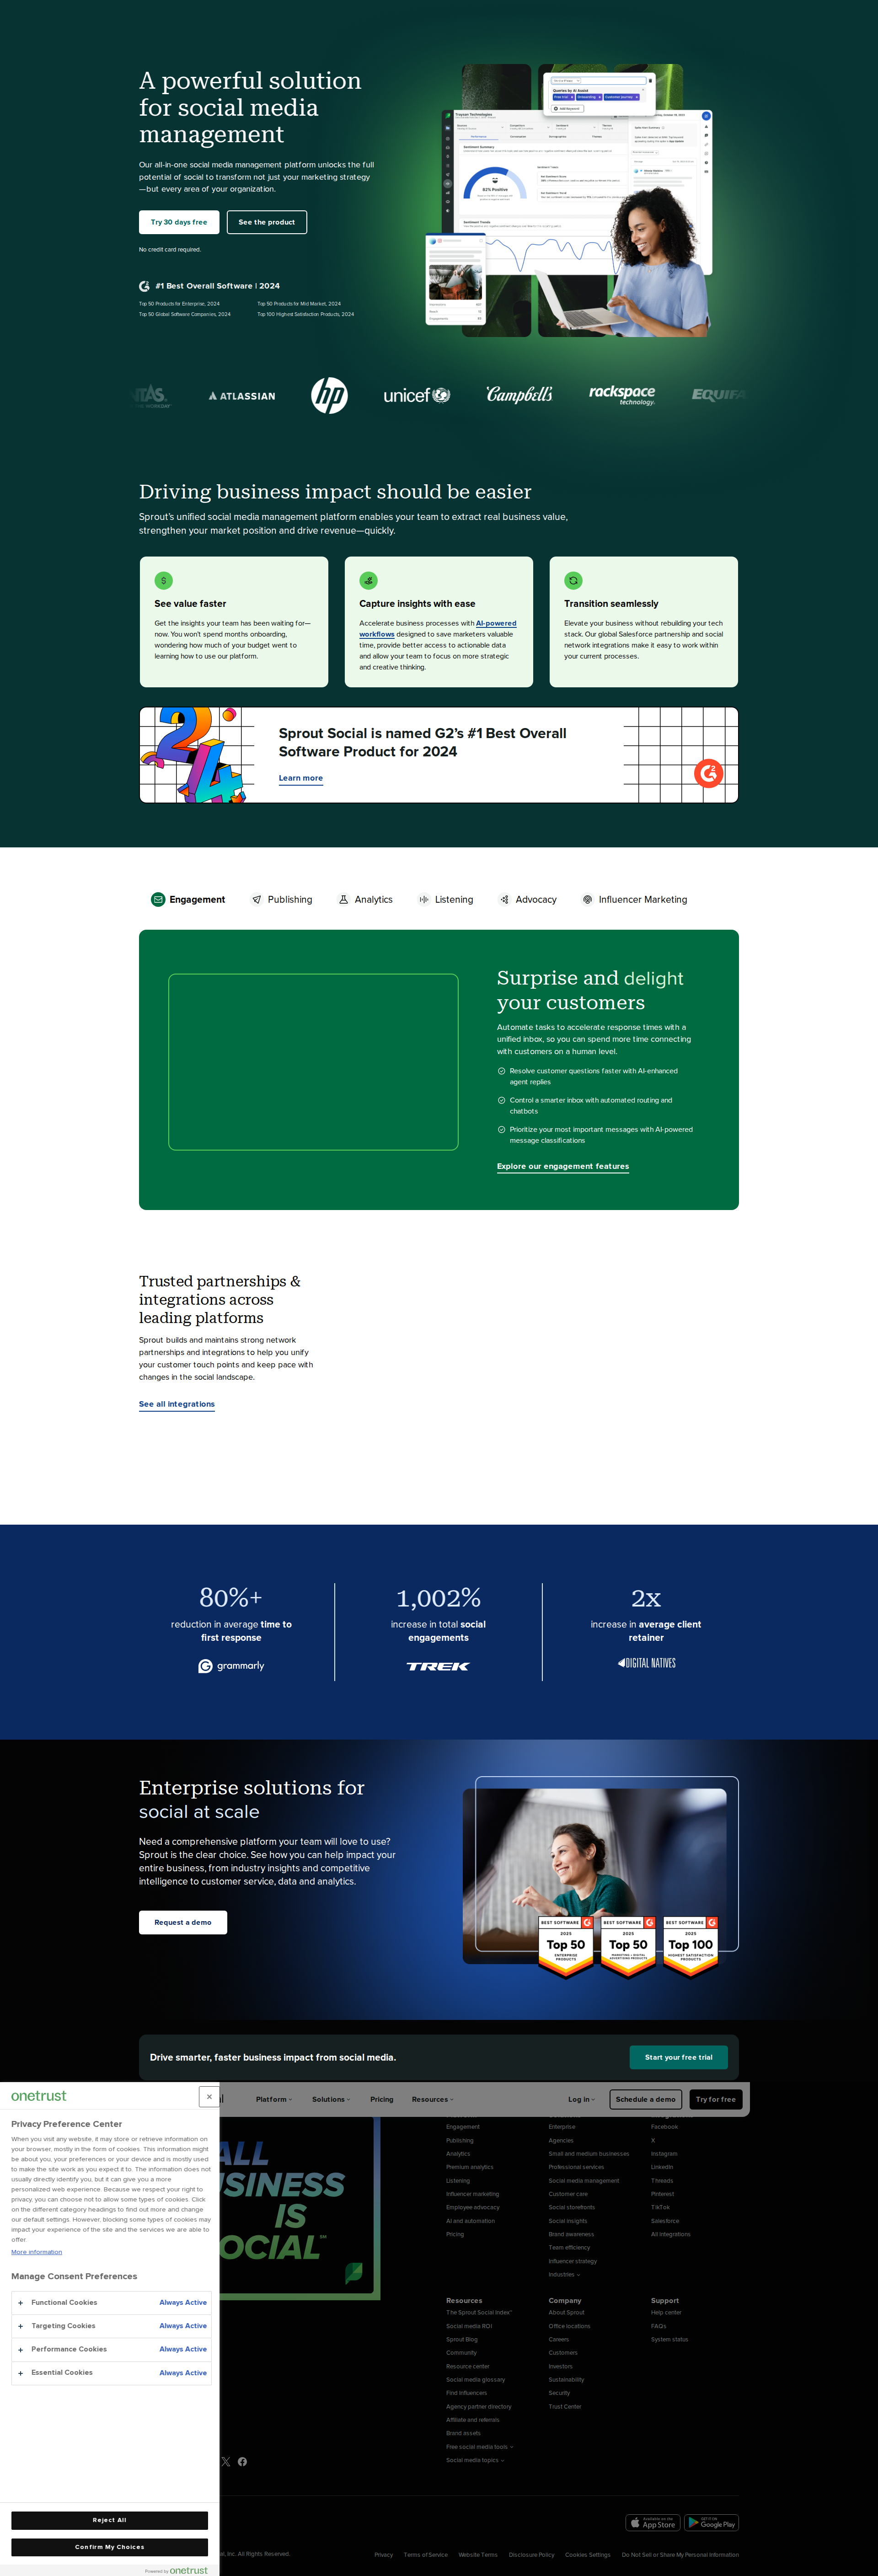 A powerful solution
for social media
management
Our all-in-one social media management platform unlocks the full
potential of social to transform not just your marketing strategy
—but every area of your organization.
Try 30 days free
See the product
No credit card required.
#1 Best Overall Software | 2024
Top 50 Products for Enterprise, 2024
Top 50 Products for Mid Market, 2024
Top 50 Global Software Companies, 2024
Top 100 Highest Satisfaction Products, 2024
Queries by AI Assist
Trayson Technologies
Sentiment Summary
82% Positive
Sentiment Trends
ATLASSIAN
hp
unicef
Campbell's
rackspace
technology.
EQUIFA
Driving business impact should be easier
Sprout’s unified social media management platform enables your team to extract real business value,
strengthen your market position and drive revenue—quickly.
See value faster
Get the insights your team has been waiting for—
now. You won’t spend months onboarding,
wondering how much of your budget went to
learning how to use our platform.
Capture insights with ease
Accelerate business processes with AI-powered
workflows designed to save marketers valuable
time, provide better access to actionable data
and allow your team to focus on more strategic
and creative thinking.
Transition seamlessly
Elevate your business without rebuilding your tech
stack. Our global Salesforce partnership and social
network integrations make it easy to work within
your current processes.
Sprout Social is named G2’s #1 Best Overall
Software Product for 2024
Learn more
Engagement
Publishing
Analytics
Listening
Advocacy
Influencer Marketing
Surprise and delight
your customers
Automate tasks to accelerate response times with a
unified inbox, so you can spend more time connecting
with customers on a human level.
Resolve customer questions faster with AI-enhanced
agent replies
Control a smarter inbox with automated routing and
chatbots
Prioritize your most important messages with AI-powered
message classifications
Explore our engagement features
Trusted partnerships &
integrations across
leading platforms
Sprout builds and maintains strong network
partnerships and integrations to help you unify
your customer touch points and keep pace with
changes in the social landscape.
See all integrations
80%+
reduction in average time to
first response
grammarly
1,002%
increase in total social
engagements
TREK
2x
increase in average client
retainer
DIGITAL NATIVES
Enterprise solutions for
social at scale
Need a comprehensive platform your team will love to use?
Sprout is the clear choice. See how you can help impact your
entire business, from industry insights and competitive
intelligence to customer service, data and analytics.
Request a demo
BEST SOFTWARE
2025
Top 50
ENTERPRISE
PRODUCTS
BEST SOFTWARE
2025
Top 50
MARKETING + DIGITAL
ADVERTISING PRODUCTS
BEST SOFTWARE
2025
Top 100
HIGHEST SATISFACTION
PRODUCTS
Drive smarter, faster business impact from social media.
Start your free trial
Platform
Solutions
Pricing
Resources
Log in
Schedule a demo
Try for free
onetrust
Privacy Preference Center
When you visit any website, it may store or retrieve information on
your browser, mostly in the form of cookies. This information might
be about you, your preferences or your device and is mostly used
to make the site work as you expect it to. The information does not
usually directly identify you, but it can give you a more
personalized web experience. Because we respect your right to
privacy, you can choose not to allow some types of cookies. Click
on the different category headings to find out more and change
our default settings. However, blocking some types of cookies may
impact your experience of the site and the services we are able to
offer.
More information
Manage Consent Preferences
Functional Cookies
Always Active
Targeting Cookies
Always Active
Performance Cookies
Always Active
Essential Cookies
Always Active
Reject All
Confirm My Choices
Powered by onetrust
ALL
USINESS
IS
OCIAL
Engagement
Publishing
Analytics
Premium analytics
Listening
Influencer marketing
Employee advocacy
AI and automation
Pricing
Enterprise
Agencies
Small and medium businesses
Professional services
Social media management
Customer care
Social storefronts
Social insights
Brand awareness
Team efficiency
Influencer strategy
Industries
Facebook
X
Instagram
LinkedIn
Threads
Pinterest
TikTok
Salesforce
All integrations
Resources
The Sprout Social Index™
Social media ROI
Sprout Blog
Community
Resource center
Social media glossary
Find Influencers
Agency partner directory
Affiliate and referrals
Brand assets
Free social media tools
Social media topics
Company
About Sprout
Office locations
Careers
Customers
Investors
Sustainability
Security
Trust Center
Support
Help center
FAQs
System status
Available on the
App Store
GET IT ON
Google Play
al, Inc. All Rights Reserved.
Privacy
Terms of Service
Website Terms
Disclosure Policy
Cookies Settings
Do Not Sell or Share My Personal Information